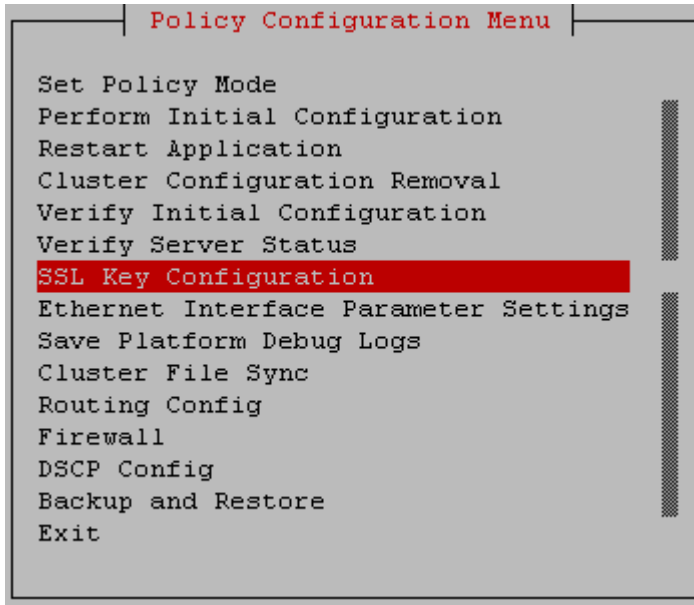 Policy Configuration Menu
Set Policy Mode
Perform Initial Configuration
Restart Application
Cluster Configuration Removal
Verify Initial Configuration
Verify Server Status
SSL Key Configuration
Ethernet Interface Parameter Settings
Save Platform Debug Logs
Cluster File Sync
Routing Config
Firewall
DSCP Config
Backup and Restore
Exit